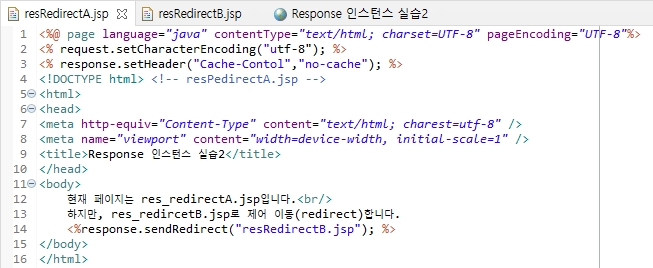 resRedirectA.jsp resRedirectB.jsp Response 인스턴스 실습2
1 <%@ page language="java" contentType="text/html; charset=UTF-8" pageEncoding="UTF-8"%>
2 <% request.setCharacterEncoding("utf-8"); %>
3 <% response.setHeader("Cache-Contol","no-cache"); %>
4 <!DOCTYPE html> <!-- resPedirectA.jsp -->
5 <html>
6 <head>
7 <meta http-equiv="Content-Type" content="text/html; charest=utf-8" />
8 <meta name="viewport" content="width=device-width, initial-scale=1" />
9 <title>Response 인스턴스 실습2</title>
10 </head>
11 <body>
12 현재 페이지는 res_redirectA.jsp입니다.<br/>
13 하지만, res_redircetB.jsp로 제어 이동(redirect)합니다.
14 <%response.sendRedirect("resRedirectB.jsp"); %>
15 </body>
16 </html>